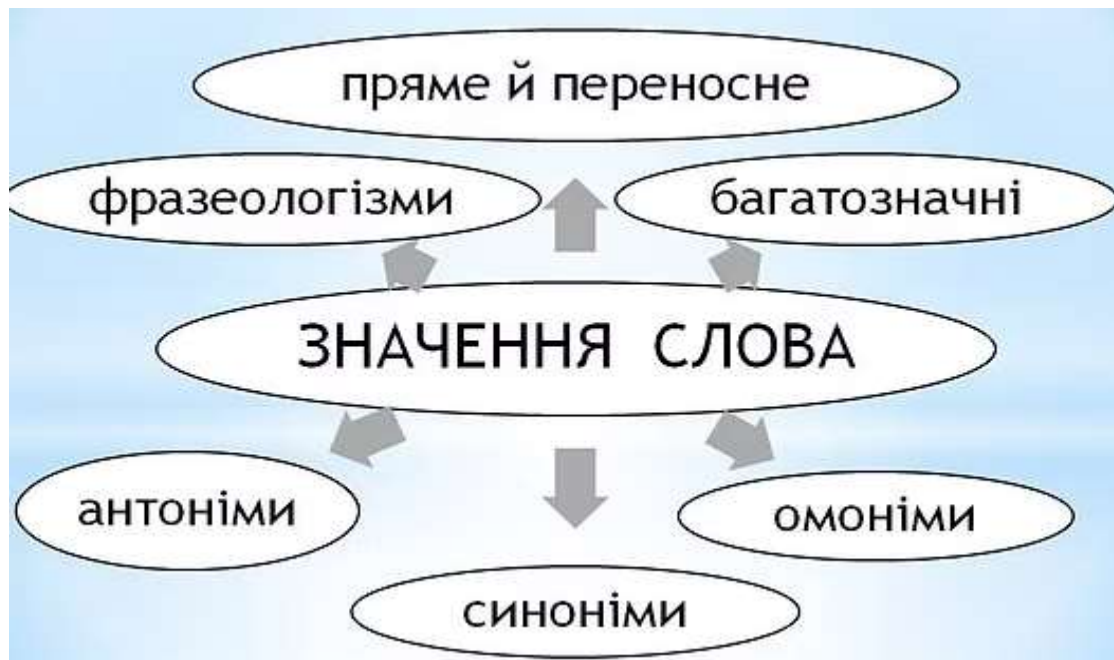 пряме й переносне
фразеологізми
багатозначні
ЗНАЧЕННЯ СЛОВА
антоніми
омоніми
синоніми